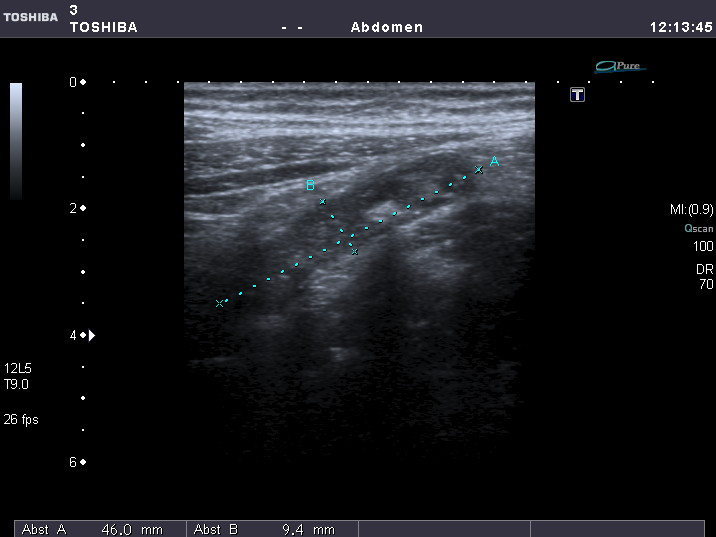 TOSHIBA
3
TOSHIBA - - Abdomen 12:13:45
APure
T
0
2
4
6
A
B
MI:(0.9)
Qscan
100
DR
70
12L5
T9.0
26 fps
Abst A 46.0 mm Abst B 9.4 mm